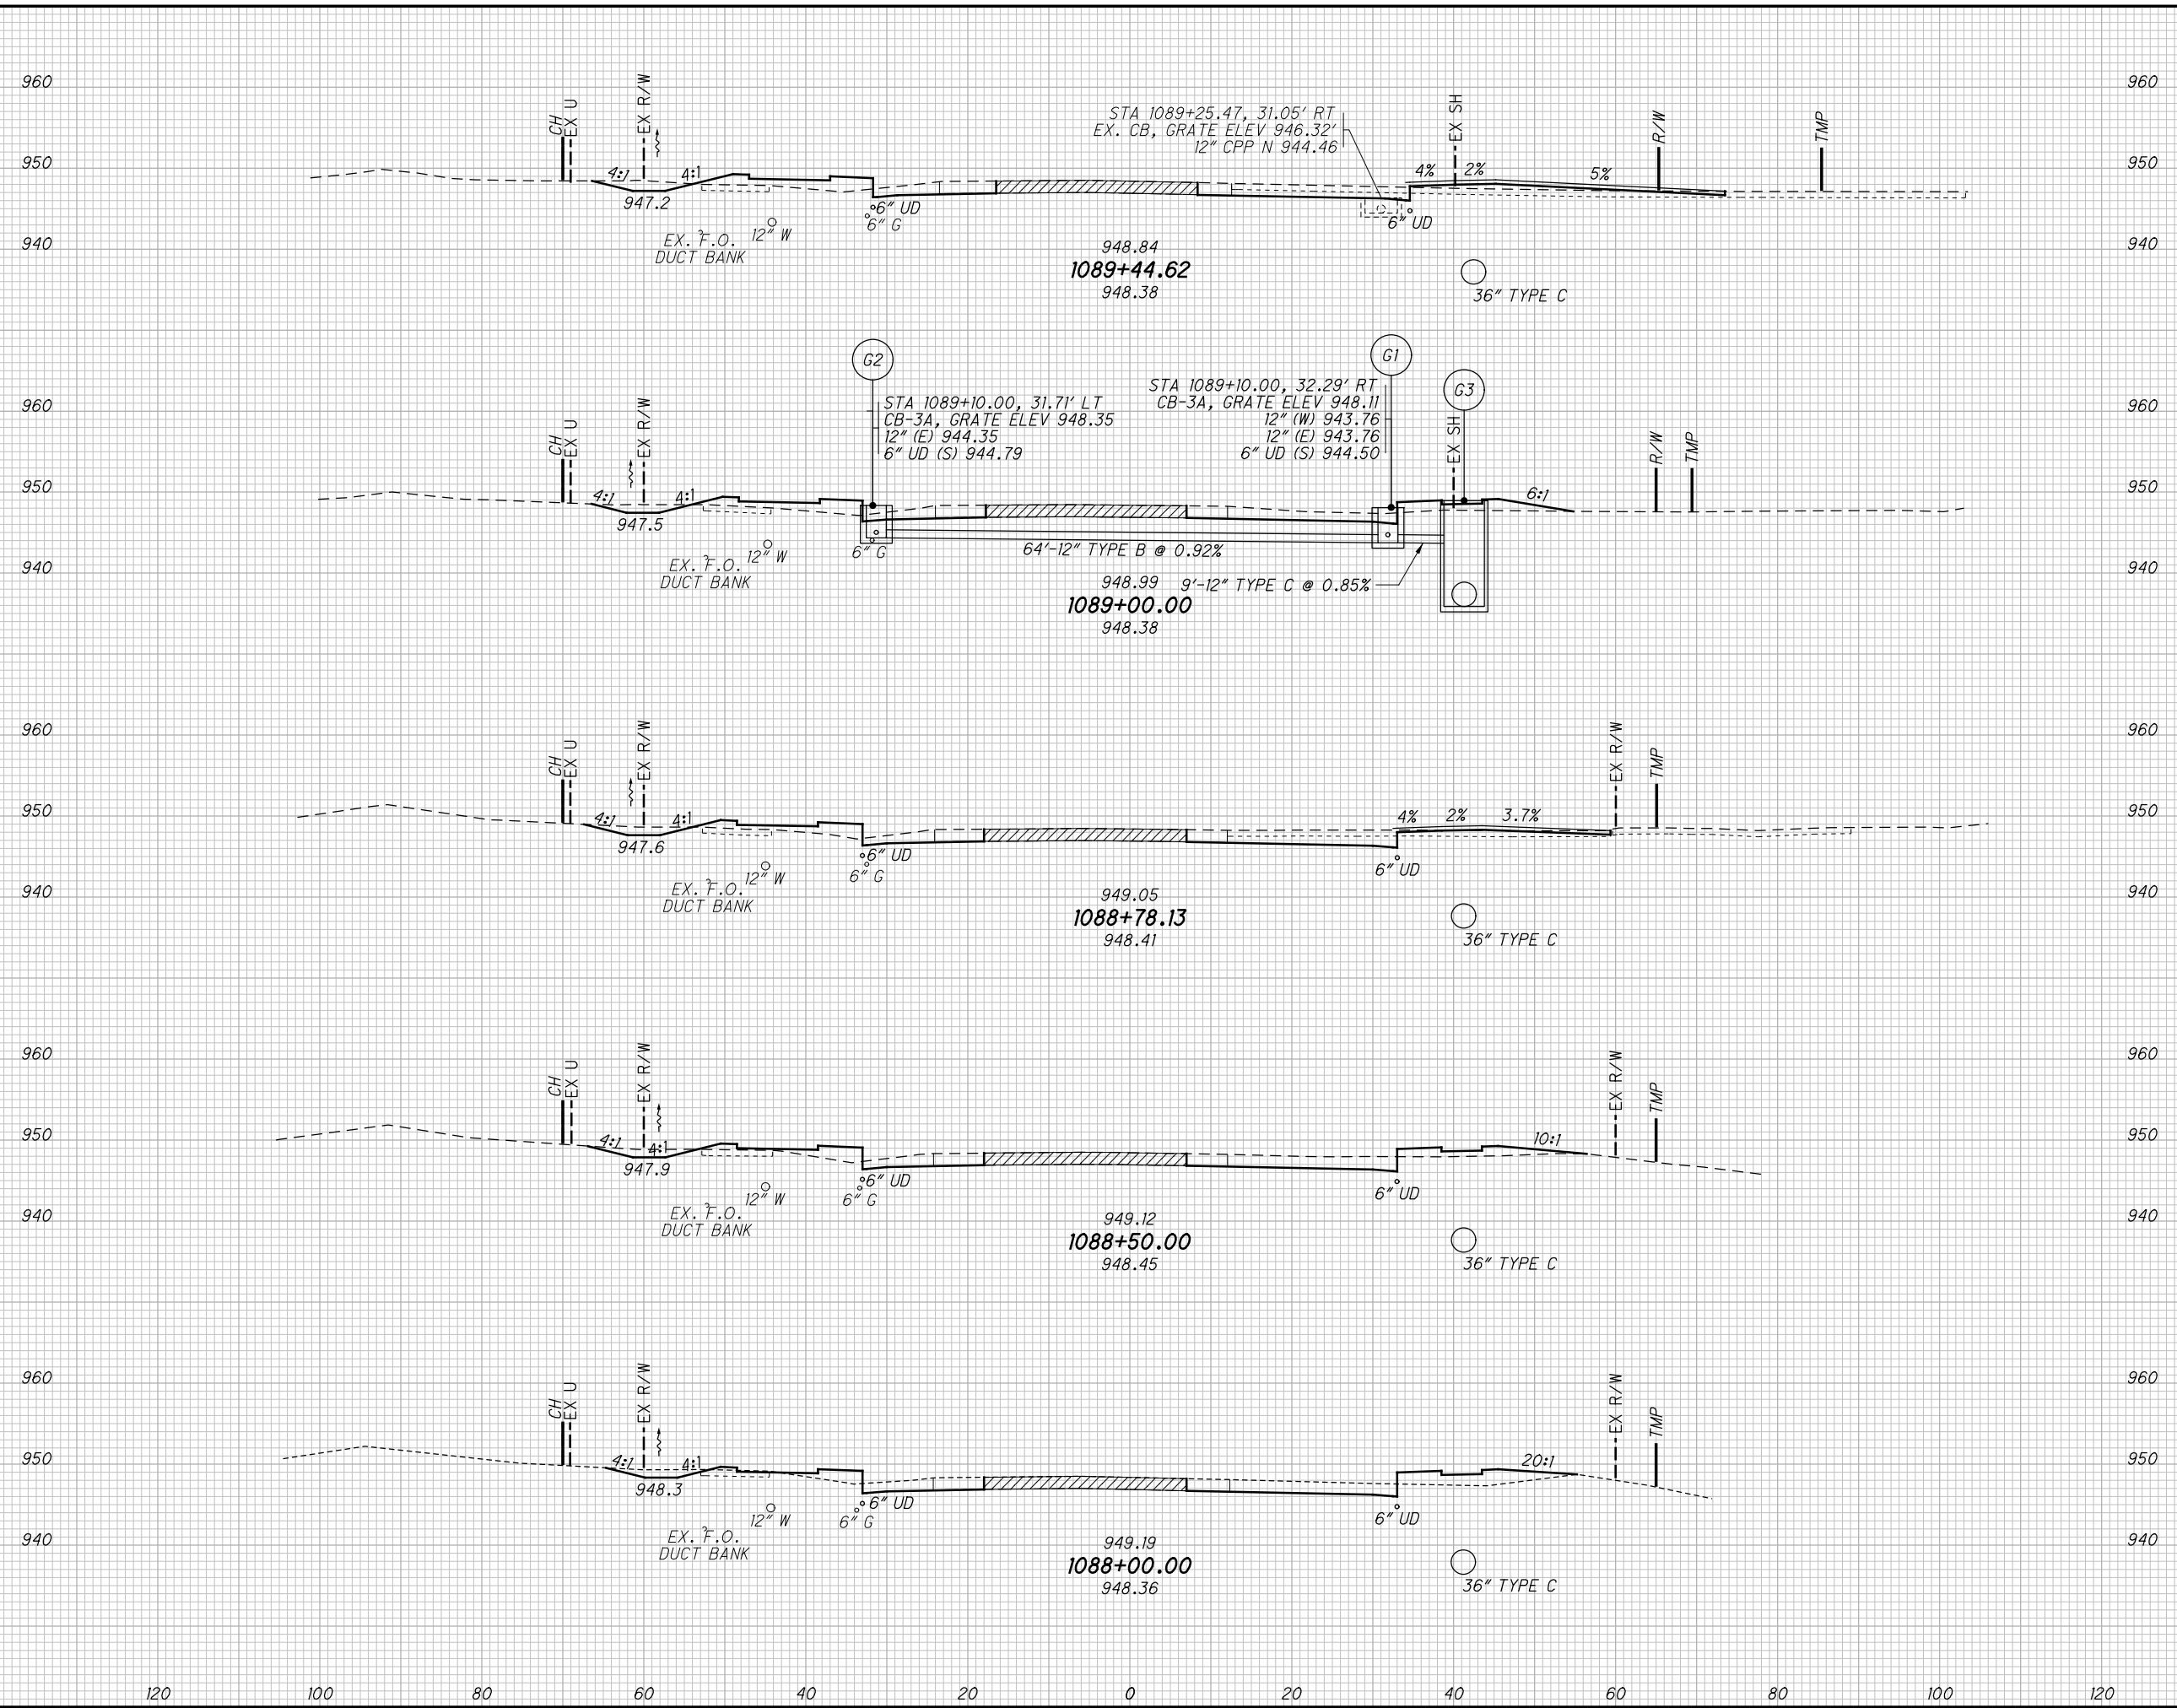 960
960
CH
EX U
EX R/W
STA 1089+25.47, 31.05' RT
EX. CB, GRATE ELEV 946.32'
12" CPP N 944.46
EX SH
R/W
TMP
950
950
4:1
4:1
4%
2%
5%
947.2
6" UD
6" G
6" UD
12" W
EX. F.O.
DUCT BANK
940
940
948.84
1089+44.62
948.38
36" TYPE C
G2
G1
G3
960
960
CH
EX U
EX R/W
STA 1089+10.00, 31.71' LT
CB-3A, GRATE ELEV 948.35
12" (E) 944.35
6" UD (S) 944.79
STA 1089+10.00, 32.29' RT
CB-3A, GRATE ELEV 948.11
12" (W) 943.76
12" (E) 943.76
6" UD (S) 944.50
EX SH
R/W
TMP
950
950
4:1
4:1
6:1
947.5
12" W
6" G
64'-12" TYPE B @ 0.92%
EX. F.O.
DUCT BANK
940
940
948.99
9'-12" TYPE C @ 0.85%
1089+00.00
948.38
960
960
CH
EX U
EX R/W
EX R/W
TMP
950
950
4:1
4:1
4%
2%
3.7%
947.6
6" UD
6" G
6" UD
12" W
EX. F.O.
DUCT BANK
940
940
949.05
1088+78.13
948.41
36" TYPE C
960
960
CH
EX U
EX R/W
EX R/W
TMP
950
950
4:1
4:1
10:1
947.9
6" UD
6" G
6" UD
12" W
EX. F.O.
DUCT BANK
940
940
949.12
1088+50.00
948.45
36" TYPE C
960
960
CH
EX U
EX R/W
EX R/W
TMP
950
950
4:1
4:1
20:1
948.3
6" UD
6" G
6" UD
12" W
EX. F.O.
DUCT BANK
940
940
949.19
1088+00.00
948.36
36" TYPE C
120 100 80 60 40 20 0 20 40 60 80 100 120